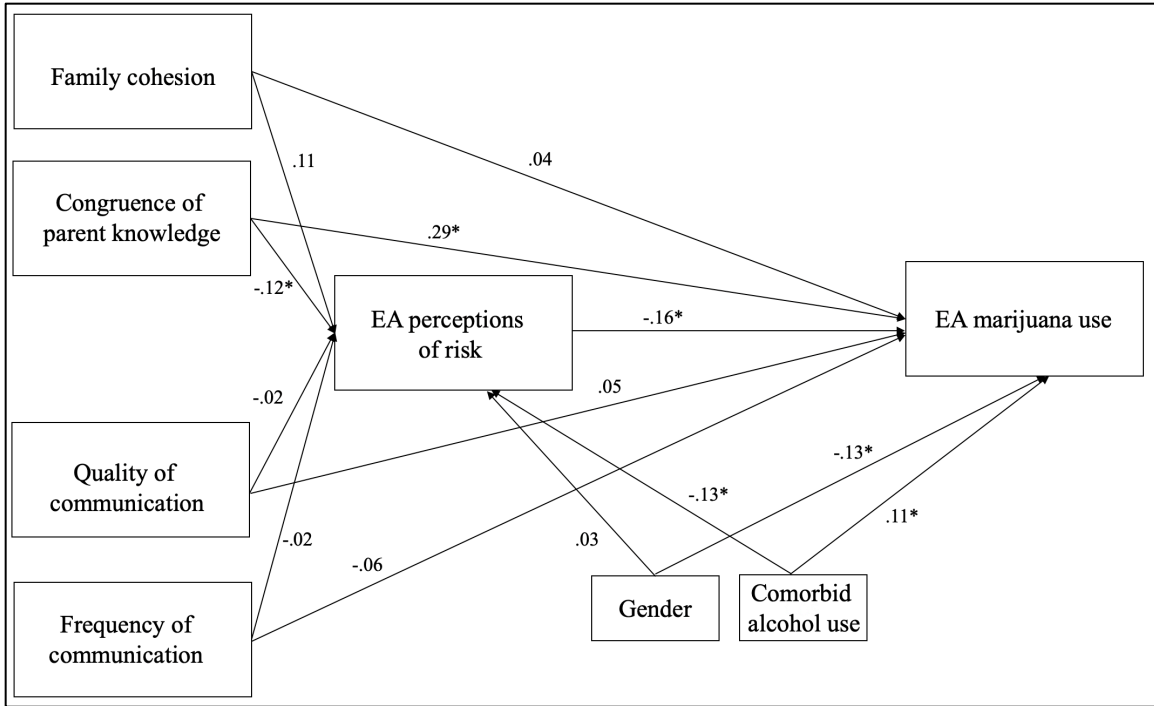 Family cohesion
.11
.04
Congruence of
parent knowledge
.29*
-.12*
EA perceptions
of risk
-.16*
EA marijuana use
-.02
.05
Quality of
communication
-.13*
-.13*
.11*
-.02
.03
-.06
Frequency of
communication
Gender
Comorbid
alcohol use